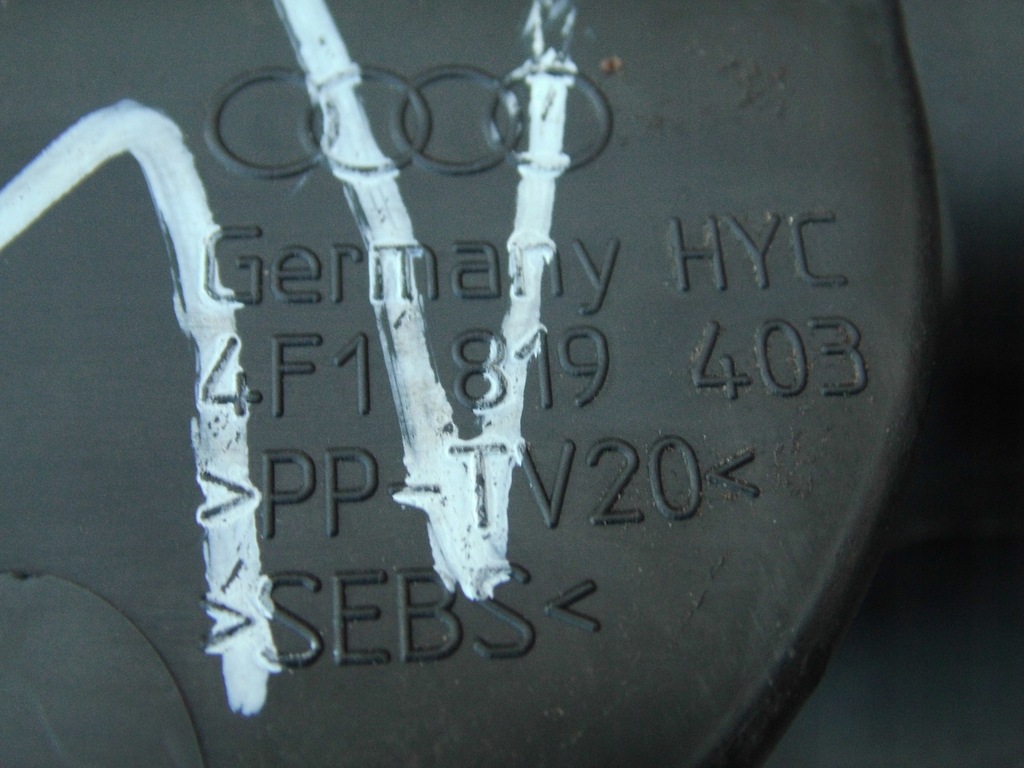 Germany HYC
4F1 819 403
>PP-TV20<
>SEBS<